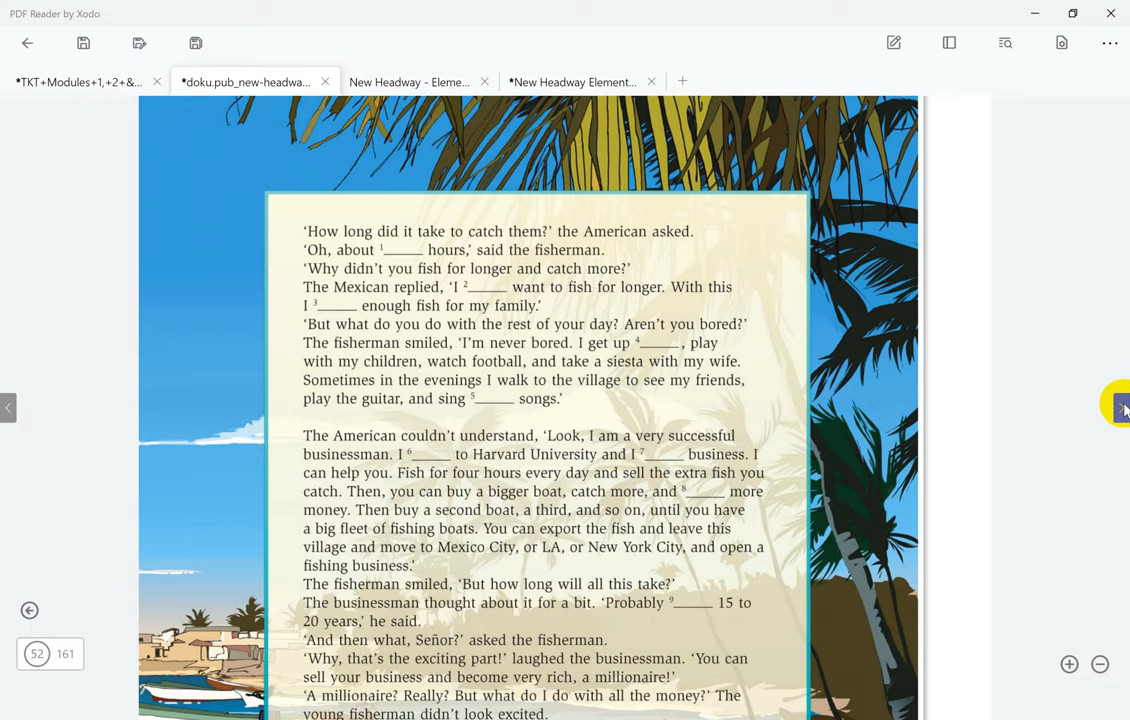 PDF Reader by Xodo
*TKT+Modules+1,+2+&...
*doku.pub_new-headwa...
New Headway - Eleme...
*New Headway Element...
‘How long did it take to catch them?’ the American asked.
‘Oh, about 1____ hours,’ said the fisherman.
‘Why didn’t you fish for longer and catch more?’
The Mexican replied, ‘I 2____ want to fish for longer. With this
I 3____ enough fish for my family.’
‘But what do you do with the rest of your day? Aren’t you bored?’
The fisherman smiled, ‘I’m never bored. I get up 4____, play
with my children, watch football, and take a siesta with my wife.
Sometimes in the evenings I walk to the village to see my friends,
play the guitar, and sing 5____ songs.’
The American couldn’t understand, ‘Look, I am a very successful
businessman. I 6____ to Harvard University and I 7____ business. I
can help you. Fish for four hours every day and sell the extra fish you
catch. Then, you can buy a bigger boat, catch more, and 8____ more
money. Then buy a second boat, a third, and so on, until you have
a big fleet of fishing boats. You can export the fish and leave this
village and move to Mexico City, or LA, or New York City, and open a
fishing business.’
The fisherman smiled, ‘But how long will all this take?’
The businessman thought about it for a bit. ‘Probably 9____ 15 to
20 years,’ he said.
‘And then what, Señor?’ asked the fisherman.
‘Why, that’s the exciting part!’ laughed the businessman. ‘You can
sell your business and become very rich, a millionaire!’
‘A millionaire? Really? But what do I do with all the money?’ The
young fisherman didn’t look excited.
52 161